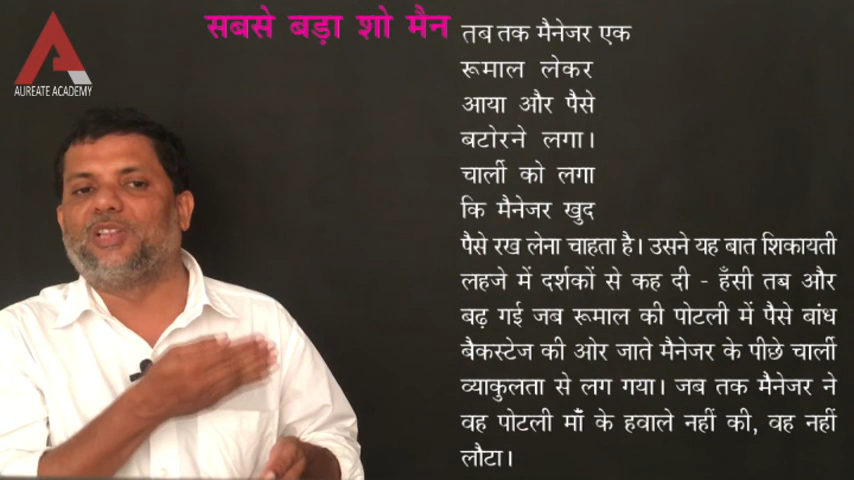 सबसे बड़ा शो मैन
AUREATE ACADEMY
तब तक मैनेजर एक
रूमाल लेकर
आया और पैसे
बटोरने लगा।
चार्ली को लगा
कि मैनेजर खुद
पैसे रख लेना चाहता है। उसने यह बात शिकायती
लहजे में दर्शकों से कह दी - हँसी तब और
बढ़ गई जब रूमाल की पोटली में पैसे बांध
बैकस्टेज की ओर जाते मैनेजर के पीछे चार्ली
व्याकुलता से लग गया। जब तक मैनेजर ने
वह पोटली माँ के हवाले नहीं की, वह नहीं
लौटा।